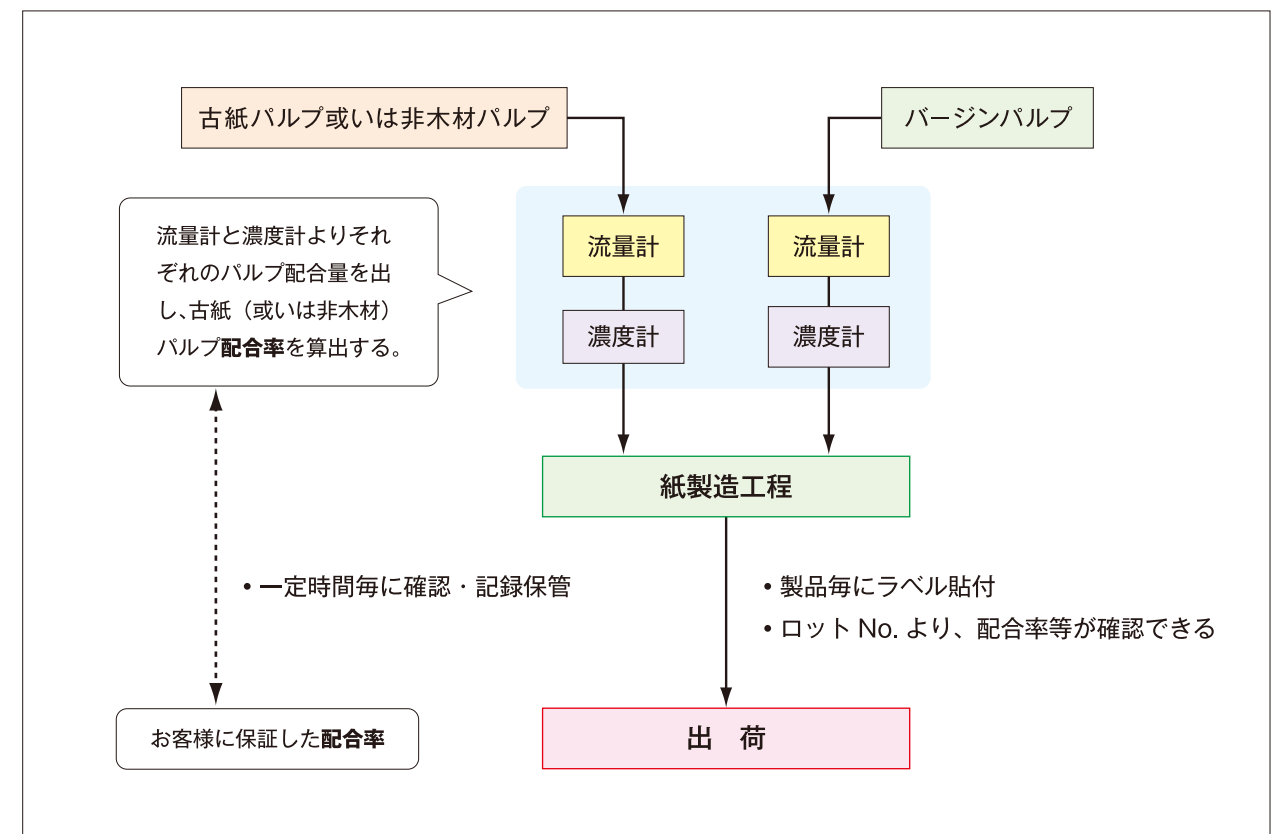 古紙パルプ或いは非木材パルプ
バージンパルプ
流量計と濃度計よりそれ
ぞれのパルプ配合量を出
し、古紙（或いは非木材）
パルプ配合率を算出する。
流量計
流量計
濃度計
濃度計
紙製造工程
• 一定時間毎に確認・記録保管
• 製品毎にラベル貼付
• ロット No. より、配合率等が確認できる
お客様に保証した配合率
出　荷